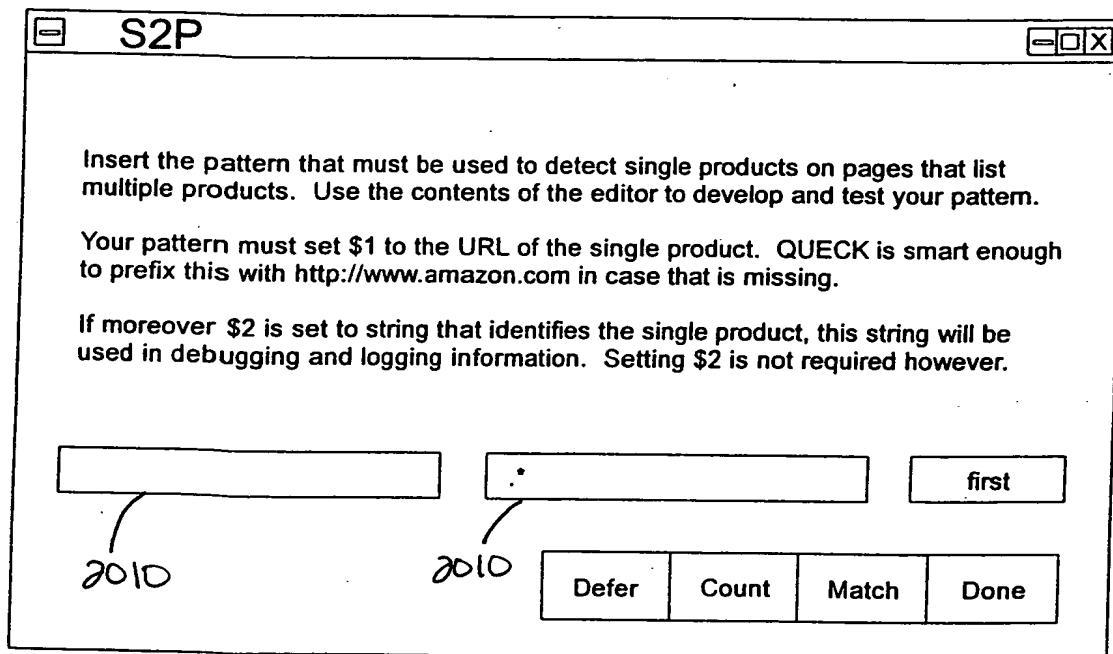 S2P
Insert the pattern that must be used to detect single products on pages that list
multiple products. Use the contents of the editor to develop and test your pattern.
Your pattern must set $1 to the URL of the single product. QUECK is smart enough
to prefix this with http://www.amazon.com in case that is missing.
If moreover $2 is set to string that identifies the single product, this string will be
used in debugging and logging information. Setting $2 is not required however.
.*
first
2010
2010
Defer Count Match Done